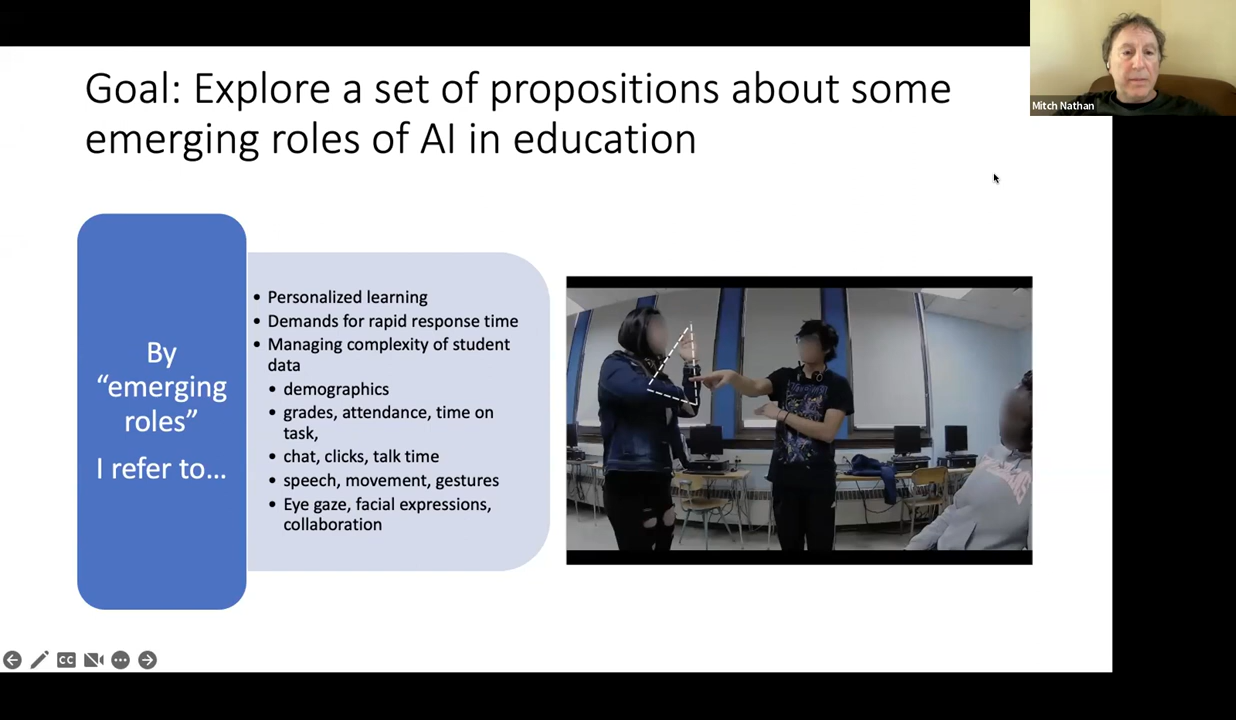 Goal: Explore a set of propositions about some
emerging roles of AI in education
Mitch Nathan
By
“emerging
roles”
I refer to…
• Personalized learning
• Demands for rapid response time
• Managing complexity of student
data
• demographics
• grades, attendance, time on
task,
• chat, clicks, talk time
• speech, movement, gestures
• Eye gaze, facial expressions,
collaboration
CC